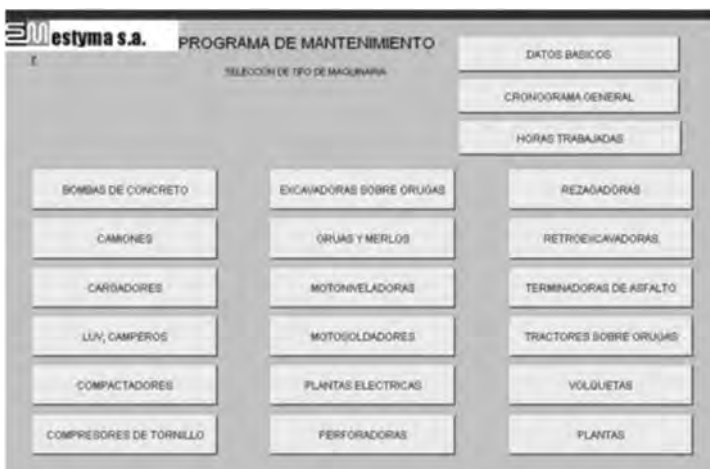 estyma s.a.
PROGRAMA DE MANTENIMIENTO
SELECCIÓN DE TIPO DE MAQUINARIA
DATOS BASICOS
CRONOGRAMA GENERAL
HORAS TRABAJADAS
BOMBAS DE CONCRETO
EXCAVADORAS SOBRE ORUGAS
REZAGADORAS
CAMIONES
GRUAS Y MERLOS
RETROEXCAVADORAS
CARGADORES
MOTONIVELADORAS
TERMINADORAS DE ASFALTO
LUV, CAMPEROS
MOTOSOLDADORES
TRACTORES SOBRE ORUGAS
COMPACTADORES
PLANTAS ELECTRICAS
VOLQUETAS
COMPRESORES DE TORNILLO
PERFORADORAS
PLANTAS